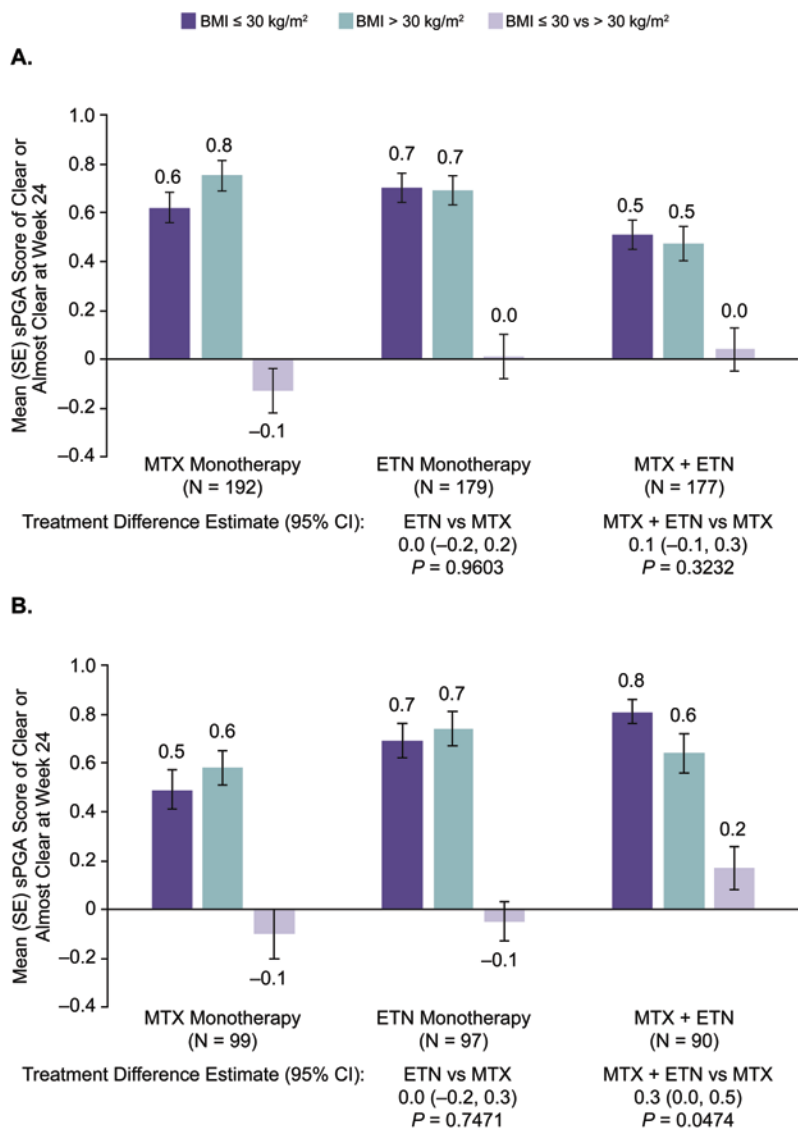 BMI ≤ 30 kg/m² BMI > 30 kg/m² BMI ≤ 30 vs > 30 kg/m²
A.
Mean (SE) sPGA Score of Clear or
Almost Clear at Week 24
1.0
0.8
0.6
0.4
0.2
0
–0.2
–0.4
0.6
0.8
–0.1
0.7
0.7
0.0
0.5
0.5
0.0
MTX Monotherapy ETN Monotherapy MTX + ETN
(N = 192) (N = 179) (N = 177)
Treatment Difference Estimate (95% CI): ETN vs MTX MTX + ETN vs MTX
0.0 (–0.2, 0.2) 0.1 (–0.1, 0.3)
P = 0.9603 P = 0.3232
B.
Mean (SE) sPGA Score of Clear or
Almost Clear at Week 24
1.0
0.8
0.6
0.4
0.2
0
–0.2
–0.4
0.5
0.6
–0.1
0.7
0.7
–0.1
0.8
0.6
0.2
MTX Monotherapy ETN Monotherapy MTX + ETN
(N = 99) (N = 97) (N = 90)
Treatment Difference Estimate (95% CI): ETN vs MTX MTX + ETN vs MTX
0.0 (–0.2, 0.3) 0.3 (0.0, 0.5)
P = 0.7471 P = 0.0474